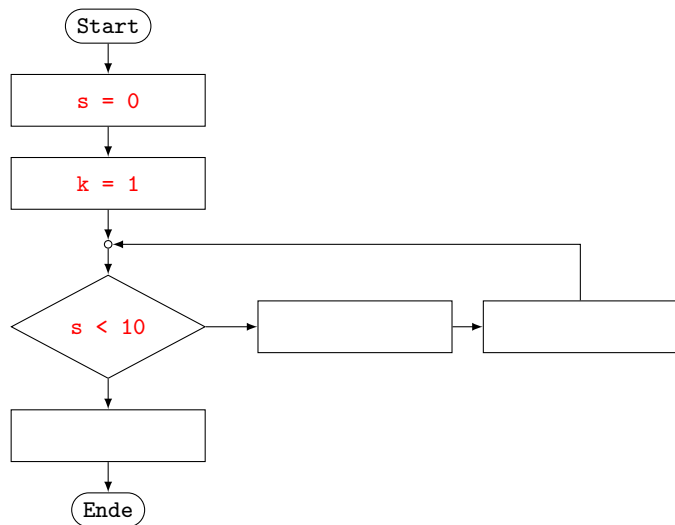 Start
s = 0
k = 1
s < 10
Ende